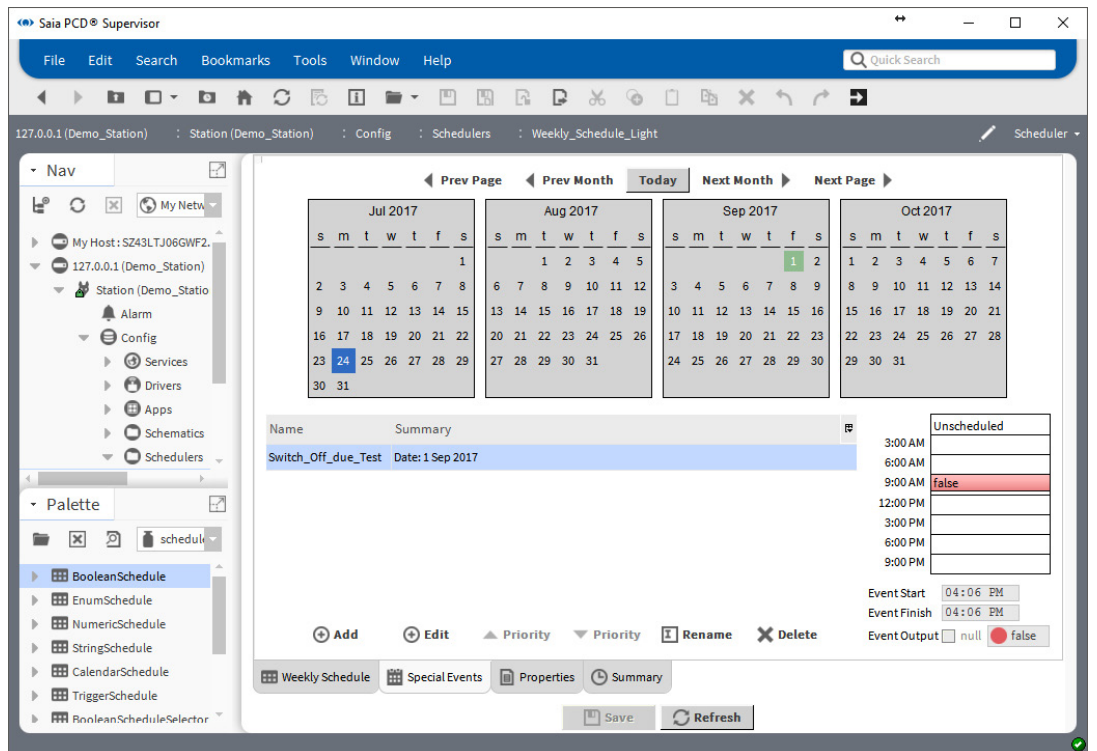 Saia PCD® Supervisor
File Edit Search Bookmarks Tools Window Help
Quick Search
127.0.0.1 (Demo_Station) : Station (Demo_Station) : Config : Schedulers : Weekly_Schedule_Light
Scheduler
Nav
My Netw
My Host : SZ43LTJ06GWF2.
127.0.0.1 (Demo_Station)
Station (Demo_Statio
Alarm
Config
Services
Drivers
Apps
Schematics
Schedulers
Palette
schedule
BooleanSchedule
EnumSchedule
NumericSchedule
StringSchedule
CalendarSchedule
TriggerSchedule
BooleanScheduleSelector
Prev Page Prev Month Today Next Month Next Page
Jul 2017
s m t w t f s
1
2 3 4 5 6 7 8
9 10 11 12 13 14 15
16 17 18 19 20 21 22
23 24 25 26 27 28 29
30 31
Aug 2017
s m t w t f s
1 2 3 4 5
6 7 8 9 10 11 12
13 14 15 16 17 18 19
20 21 22 23 24 25 26
27 28 29 30 31
Sep 2017
s m t w t f s
1 2
3 4 5 6 7 8 9
10 11 12 13 14 15 16
17 18 19 20 21 22 23
24 25 26 27 28 29 30
Oct 2017
s m t w t f s
1 2 3 4 5 6 7
8 9 10 11 12 13 14
15 16 17 18 19 20 21
22 23 24 25 26 27 28
29 30 31
Name Summary
Switch_Off_due_Test Date: 1 Sep 2017
Unscheduled
3:00 AM
6:00 AM
9:00 AM false
12:00 PM
3:00 PM
6:00 PM
9:00 PM
Event Start 04:06 PM
Event Finish 04:06 PM
Event Output null false
Add Edit Priority Priority Rename Delete
Weekly Schedule Special Events Properties Summary
Save Refresh